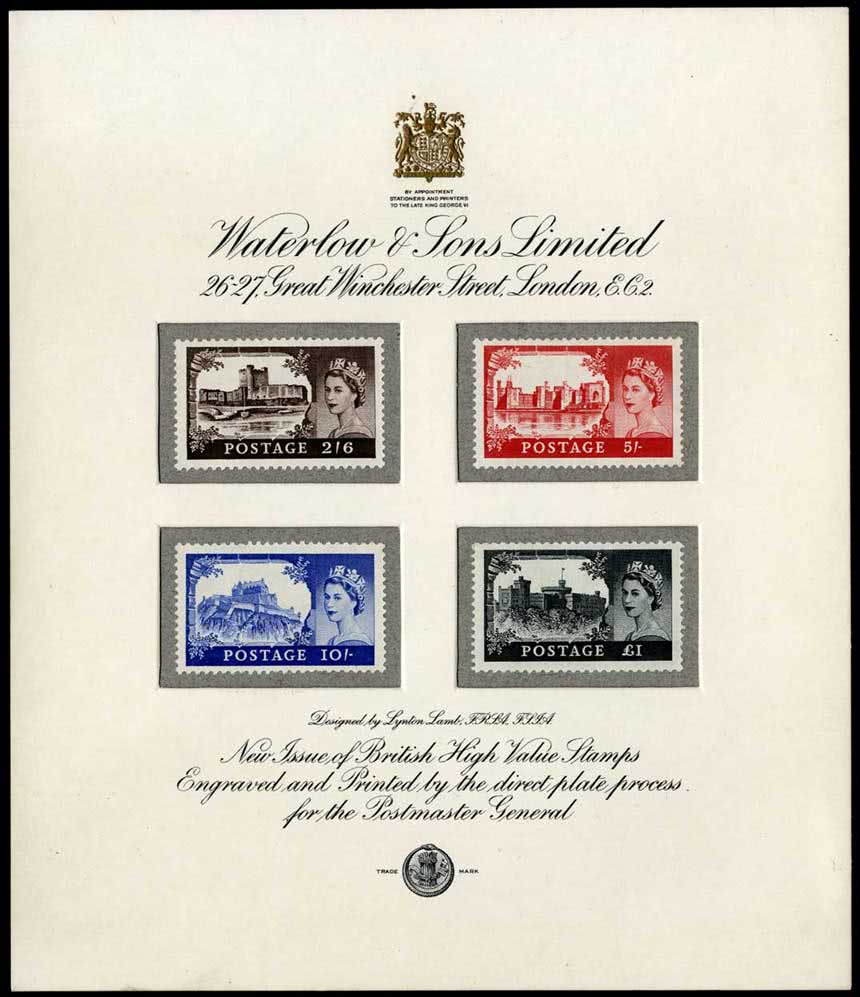 BY APPOINTMENT
STATIONERS AND PRINTERS
TO THE LATE KING GEORGE VI
Waterlow & Sons Limited
26-27, Great Winchester Street, London, E.C.2.
POSTAGE 2/6
POSTAGE 5/-
POSTAGE 10/-
POSTAGE £1
Designed by Lynton Lamb, F.R.S.A., F.S.I.A.
New Issue of British High Value Stamps
Engraved and Printed by the direct plate process
for the Postmaster General
TRADE MARK